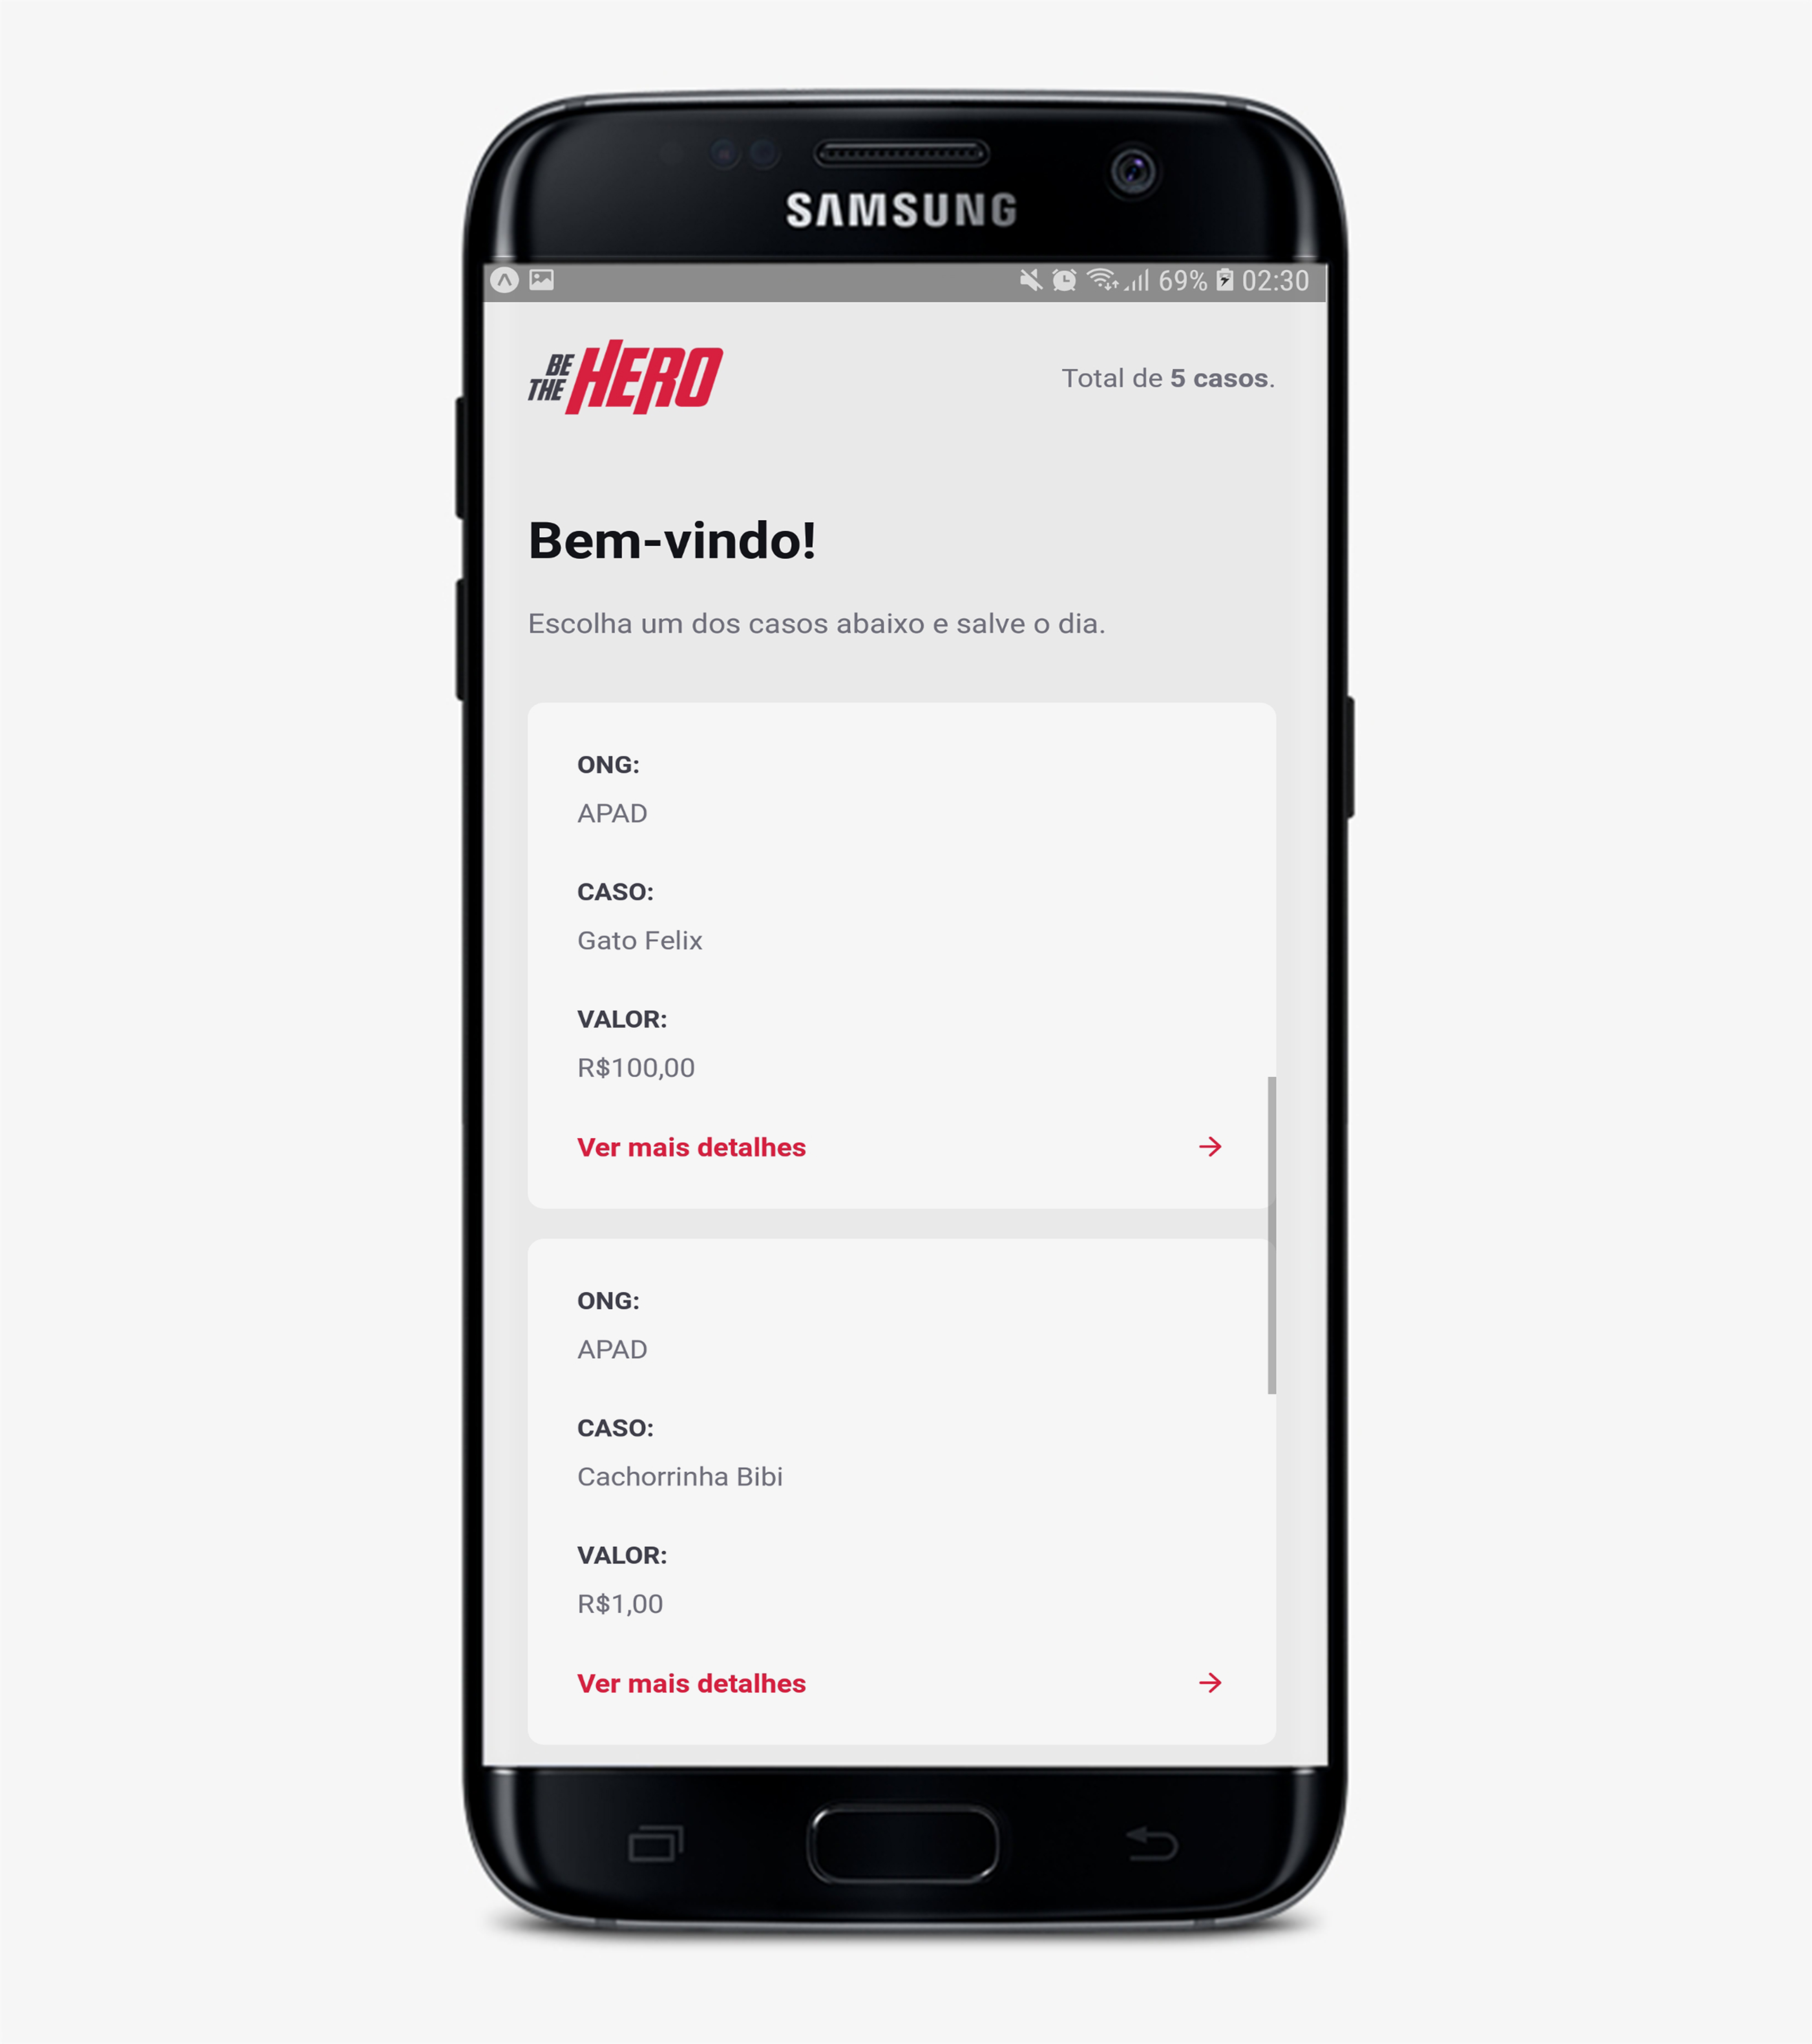 SAMSUNG
69% 02:30
BE THE HERO
Total de 5 casos.
Bem-vindo!
Escolha um dos casos abaixo e salve o dia.
ONG:
APAD
CASO:
Gato Felix
VALOR:
R$100,00
Ver mais detalhes
ONG:
APAD
CASO:
Cachorrinha Bibi
VALOR:
R$1,00
Ver mais detalhes